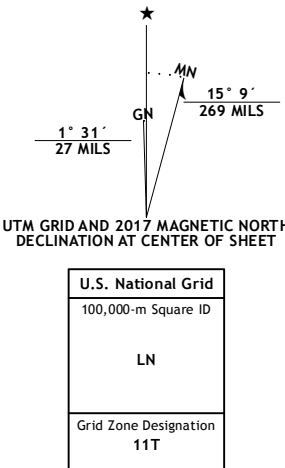 ★
MN
GN
15° 9´
269 MILS
1° 31´
27 MILS
UTM GRID AND 2017 MAGNETIC NORTH
DECLINATION AT CENTER OF SHEET
U.S. National Grid
100,000-m Square ID
LN
Grid Zone Designation
11T